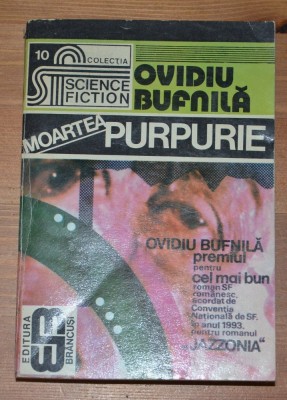 10
COLECȚIA
SCIENCE
FICTION
OVIDIU
BUFNILĂ
MOARTEA
PURPURIE
OVIDIU BUFNILĂ
premiul
pentru
cel mai bun
roman SF
românesc,
acordat de
Convenția
Națională de SF.
în anul 1993,
pentru romanul
„JAZZONIA"
EDITURA
BRÂNCUȘI